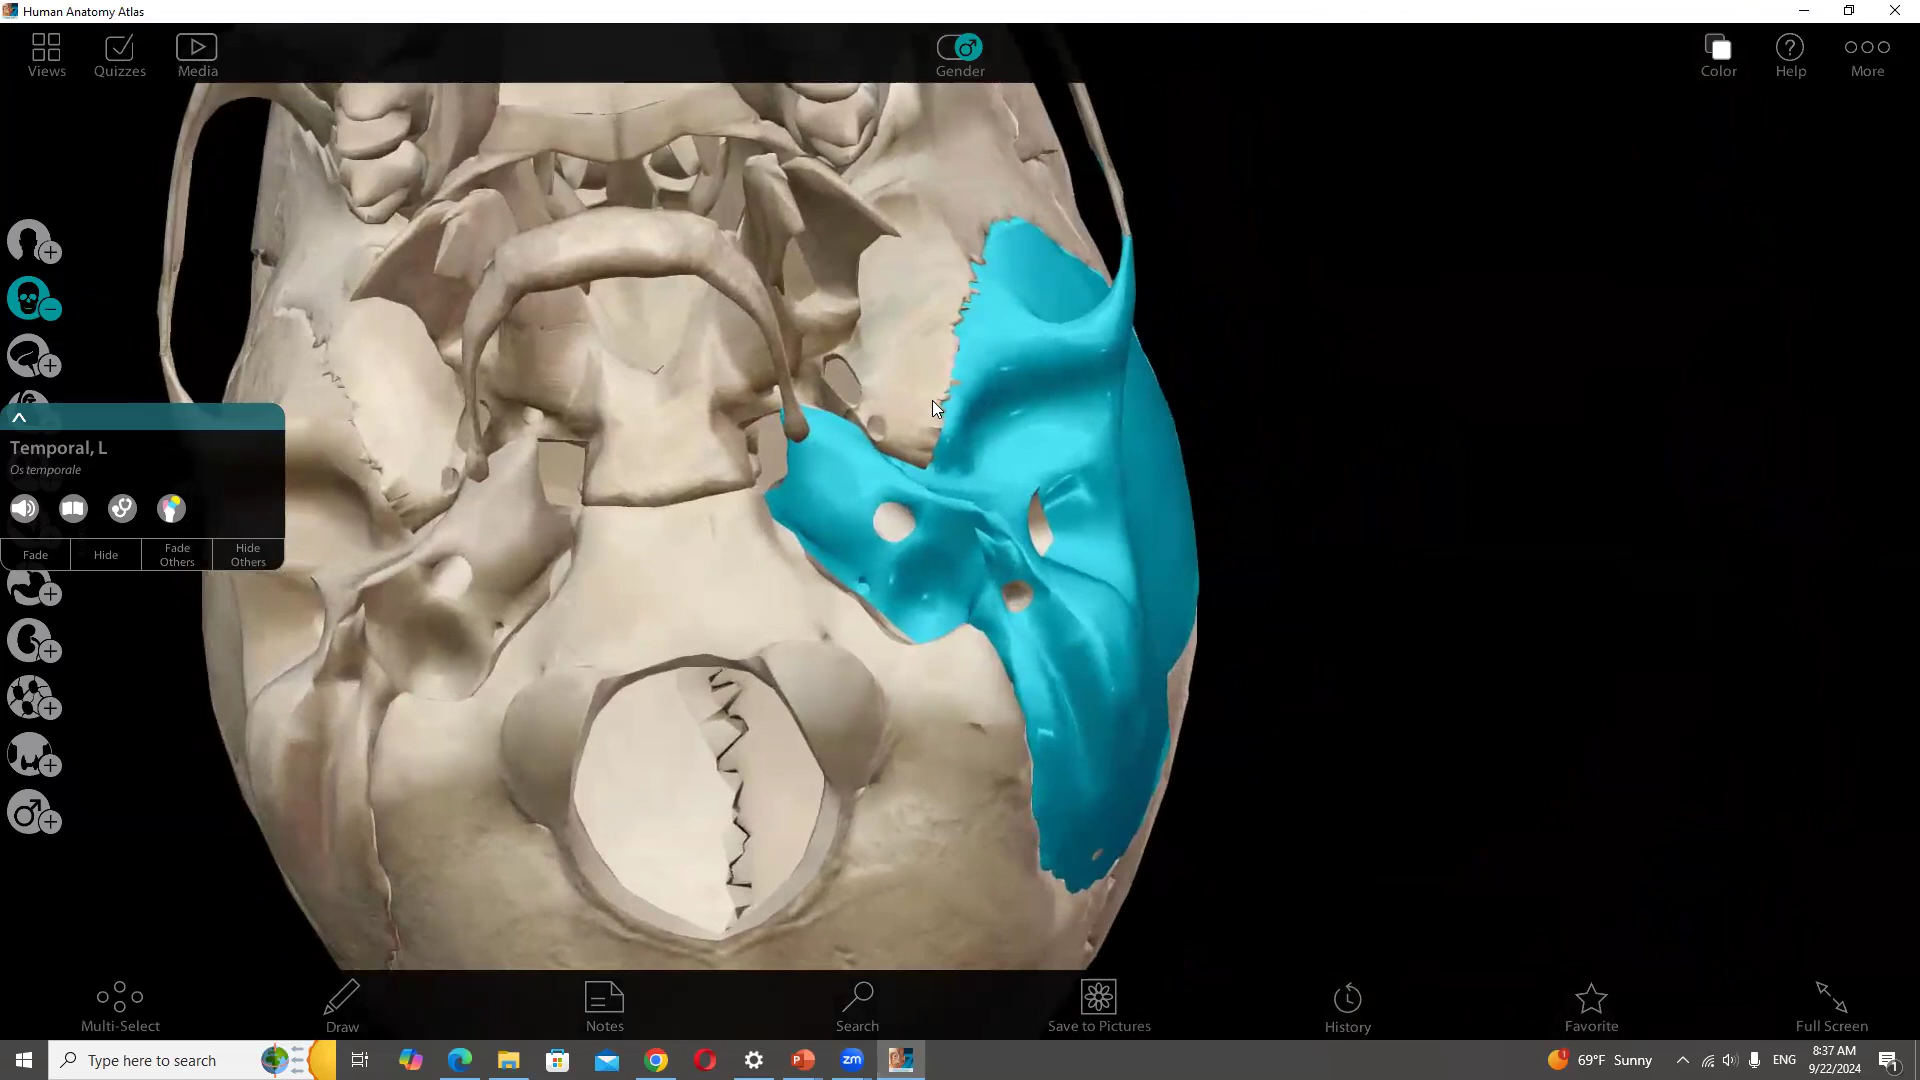 Human Anatomy Atlas
Views
Quizzes
Media
Gender
Color
Help
More
Temporal, L
Os temporale
Fade
Hide
Fade
Others
Hide
Others
Multi-Select
Draw
Notes
Search
Save to Pictures
History
Favorite
Full Screen
Type here to search
69°F Sunny
ENG
8:37 AM
9/22/2024
1